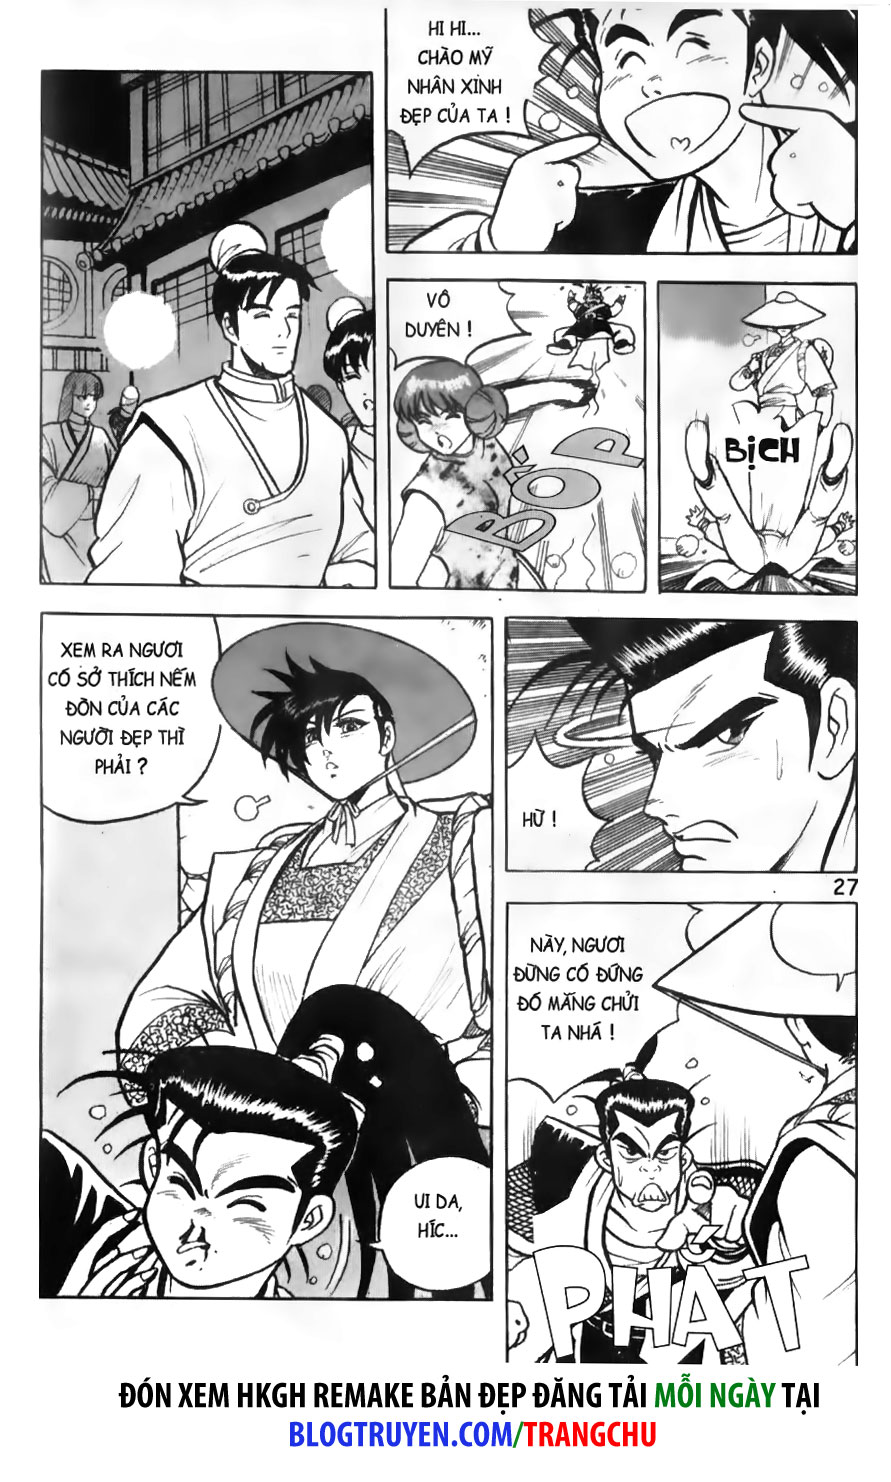 HI HI...
CHÀO MỸ
NHÂN XINH
ĐẸP CỦA TA !
VÔ
DUYÊN !
BỐP
BỊCH
XEM RA NGƯƠI
CÓ SỞ THÍCH NẾM
ĐÒN CỦA CÁC
NGƯỜI ĐẸP THÌ
PHẢI ?
UI DA,
HÍC...
HỪ !
27
NÀY, NGƯƠI
ĐỪNG CÓ ĐỨNG
ĐÓ MẮNG CHỬI
TA NHÁ !
PHẮT
ĐÓN XEM HKGH REMAKE BẢN ĐẸP ĐĂNG TẢI MỖI NGÀY TẠI
BLOGTRUYEN.COM/TRANGCHU